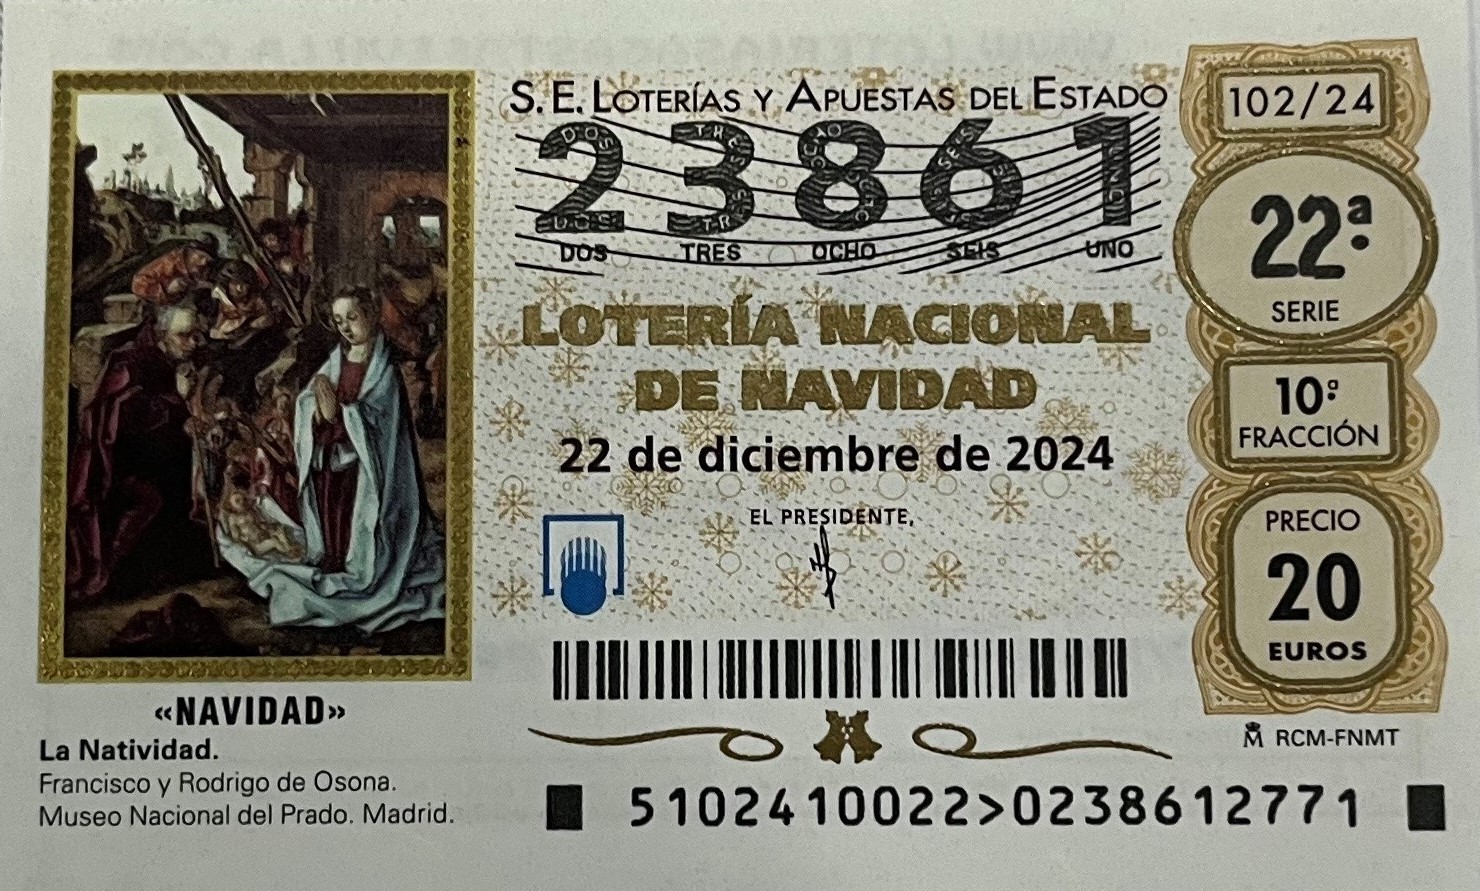 S. E. LOTERÍAS Y APUESTAS DEL ESTADO
23861
DOS TRES OCHO SEIS UNO
LOTERÍA NACIONAL
DE NAVIDAD
22 de diciembre de 2024
EL PRESIDENTE,
102/24
22ª
SERIE
10ª
FRACCIÓN
PRECIO
20
EUROS
RCM-FNMT
«NAVIDAD»
La Natividad.
Francisco y Rodrigo de Osona.
Museo Nacional del Prado. Madrid.
5102410022>0238612771